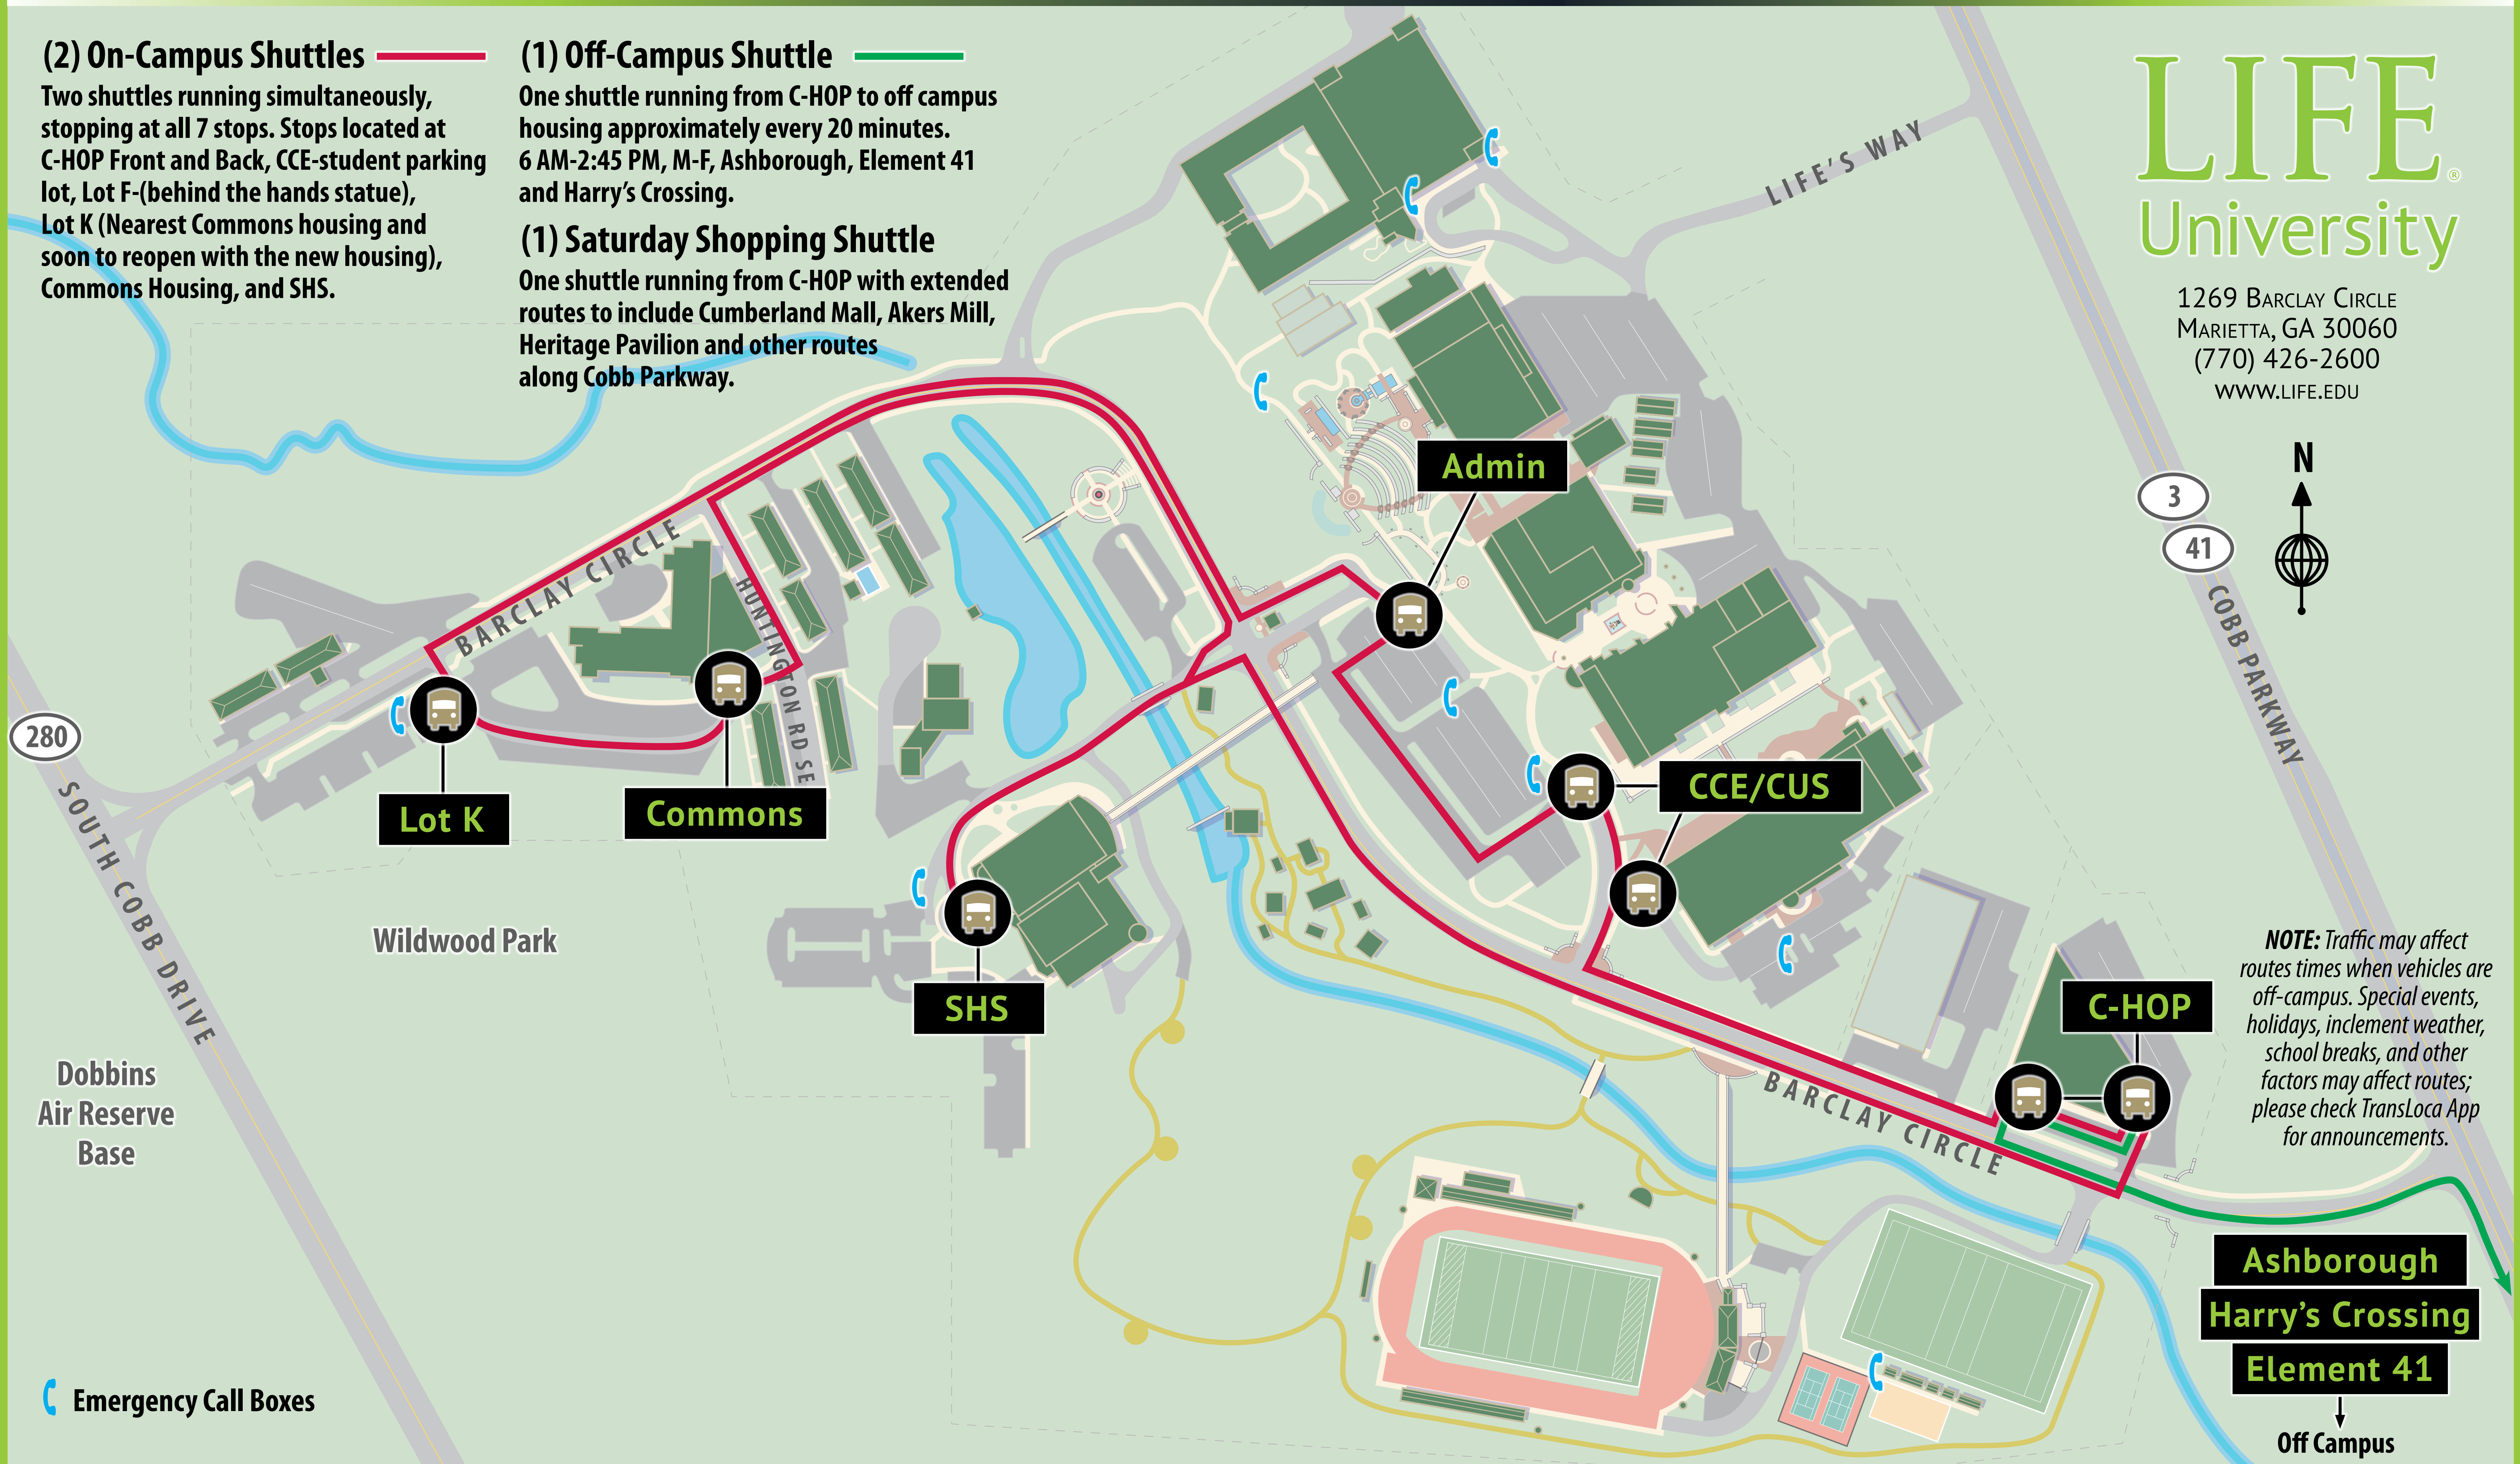 (2) On-Campus Shuttles
Two shuttles running simultaneously,
stopping at all 7 stops. Stops located at
C-HOP Front and Back, CCE-student parking
lot, Lot F-(behind the hands statue),
Lot K (Nearest Commons housing and
soon to reopen with the new housing),
Commons Housing, and SHS.
(1) Off-Campus Shuttle
One shuttle running from C-HOP to off campus
housing approximately every 20 minutes.
6 AM-2:45 PM, M-F, Ashborough, Element 41
and Harry's Crossing.
(1) Saturday Shopping Shuttle
One shuttle running from C-HOP with extended
routes to include Cumberland Mall, Akers Mill,
Heritage Pavilion and other routes
along Cobb Parkway.
LIFE®
University
1269 Barclay Circle
Marietta, GA 30060
(770) 426-2600
www.life.edu
N
3
41
COBB PARKWAY
LIFE'S WAY
Admin
BARCLAY CIRCLE
HUNTINGTON RD SE
280
SOUTH COBB DRIVE
Lot K
Commons
CCE/CUS
SHS
Wildwood Park
Dobbins
Air Reserve
Base
C-HOP
BARCLAY CIRCLE
NOTE: Traffic may affect
routes times when vehicles are
off-campus. Special events,
holidays, inclement weather,
school breaks, and other
factors may affect routes;
please check TransLoca App
for announcements.
Ashborough
Harry's Crossing
Element 41
Off Campus
Emergency Call Boxes